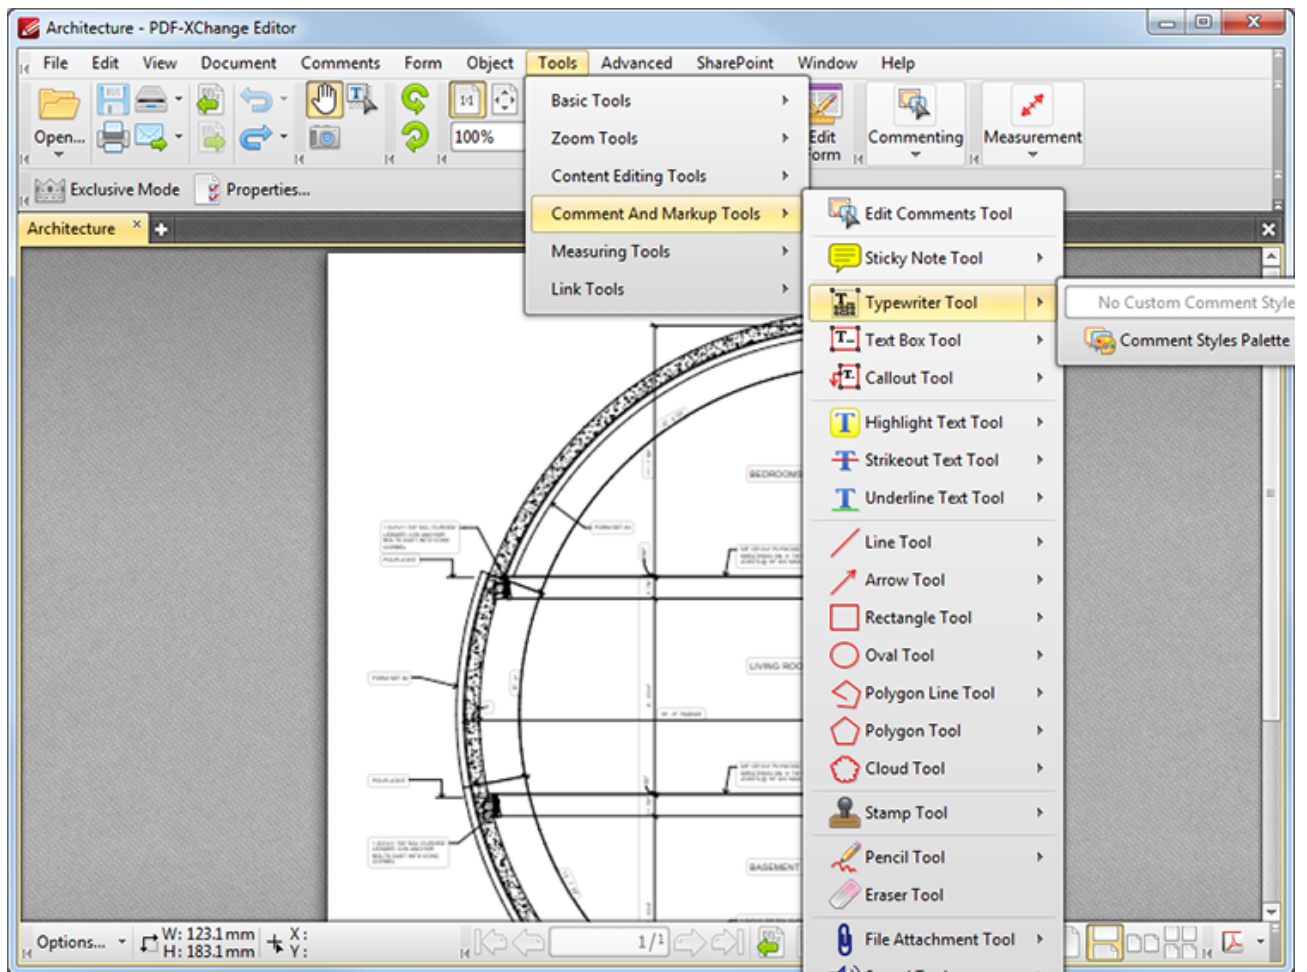 Architecture - PDF-XChange Editor
File Edit View Document Comments Form Object Tools Advanced SharePoint Window Help
Open...
100%
Edit
Form
Commenting
Measurement
Exclusive Mode
Properties...
Architecture
Basic Tools
Zoom Tools
Content Editing Tools
Comment And Markup Tools
Measuring Tools
Link Tools
Edit Comments Tool
Sticky Note Tool
Typewriter Tool
Text Box Tool
Callout Tool
Highlight Text Tool
Strikeout Text Tool
Underline Text Tool
Line Tool
Arrow Tool
Rectangle Tool
Oval Tool
Polygon Line Tool
Polygon Tool
Cloud Tool
Stamp Tool
Pencil Tool
Eraser Tool
File Attachment Tool
No Custom Comment Style
Comment Styles Palette
BEDROOMS
LIVING ROO
BASEMENT
Options...
W: 123.1 mm
H: 183.1 mm
X:
Y:
1/1